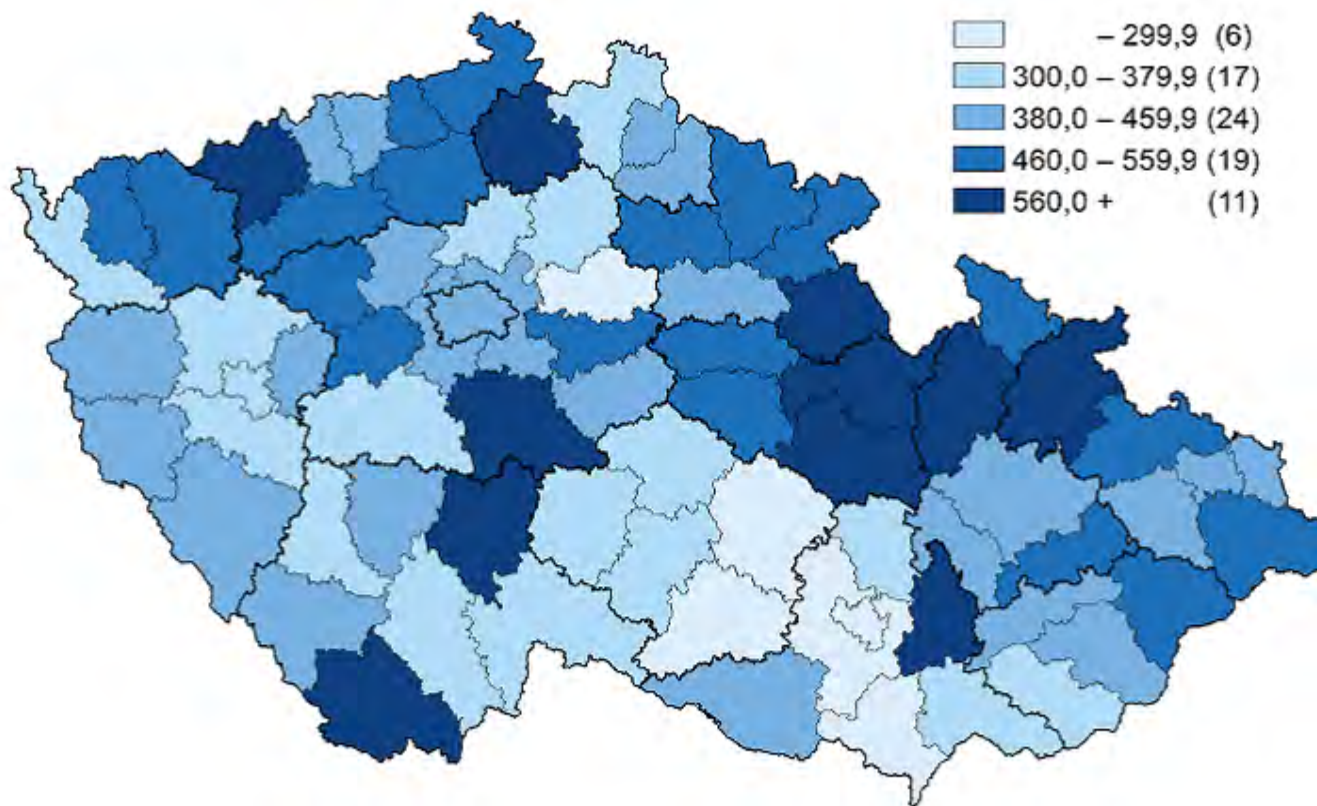 – 299,9 (6)
300,0 – 379,9 (17)
380,0 – 459,9 (24)
460,0 – 559,9 (19)
560,0 + (11)